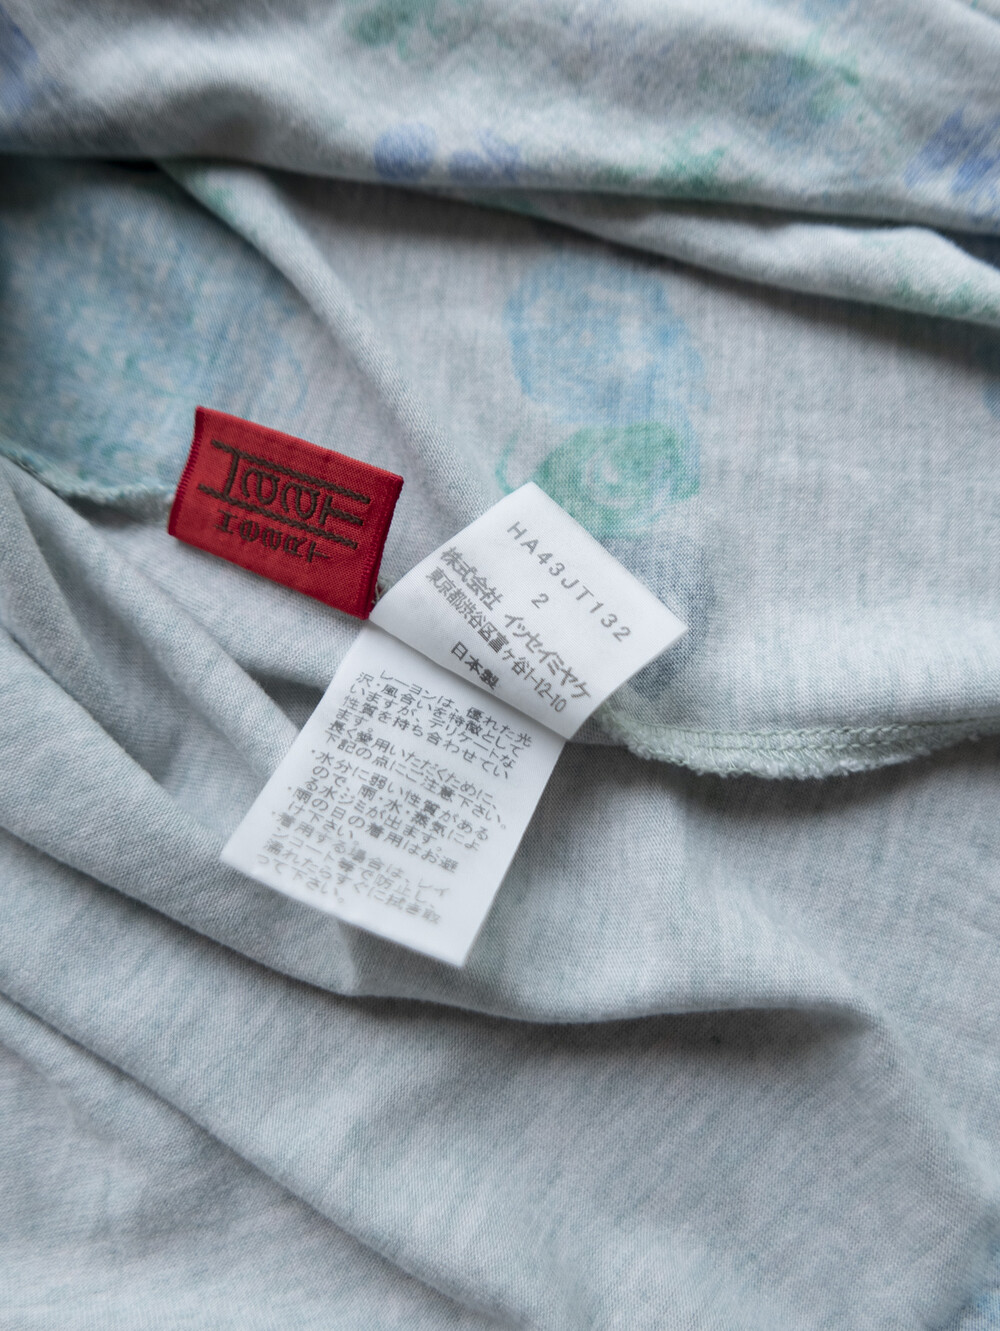 HaaT
HEART
HA43JT132
2
株式会社 イッセイミヤケ
東京都渋谷区富ヶ谷1-12-10
日本製
レーヨンは、優れた光
沢・風合いを特徴として
いますが、デリケートな
性質を持ち合わせてい
ます。
長く愛用いただくために、
下記の点にご注意下さい。
・水分に弱い性質がある
ので、雨・水・蒸気によ
る水ジミが出ます。
・雨の日の着用はお避
け下さい。
・着用する場合は、レイ
ンコート等で防止し、
濡れたらすぐに拭き取
って下さい。